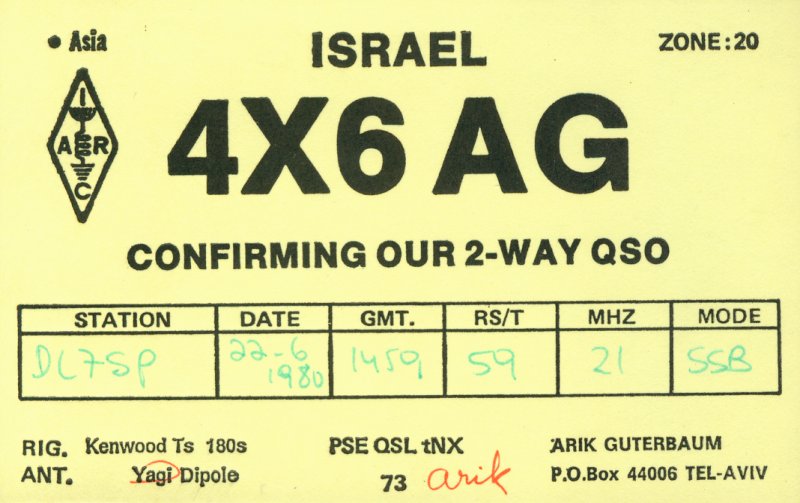 • Asia
ISRAEL
ZONE:20
I
A R
C
4X6 AG
CONFIRMING OUR 2-WAY QSO
STATION DATE GMT. RS/T MHZ MODE
DL7SP 22-6 1980 1459 59 21 SSB
RIG. Kenwood Ts 180s
ANT. Yagi Dipole
PSE QSL tNX
73 arik
ARIK GUTERBAUM
P.O.Box 44006 TEL-AVIV